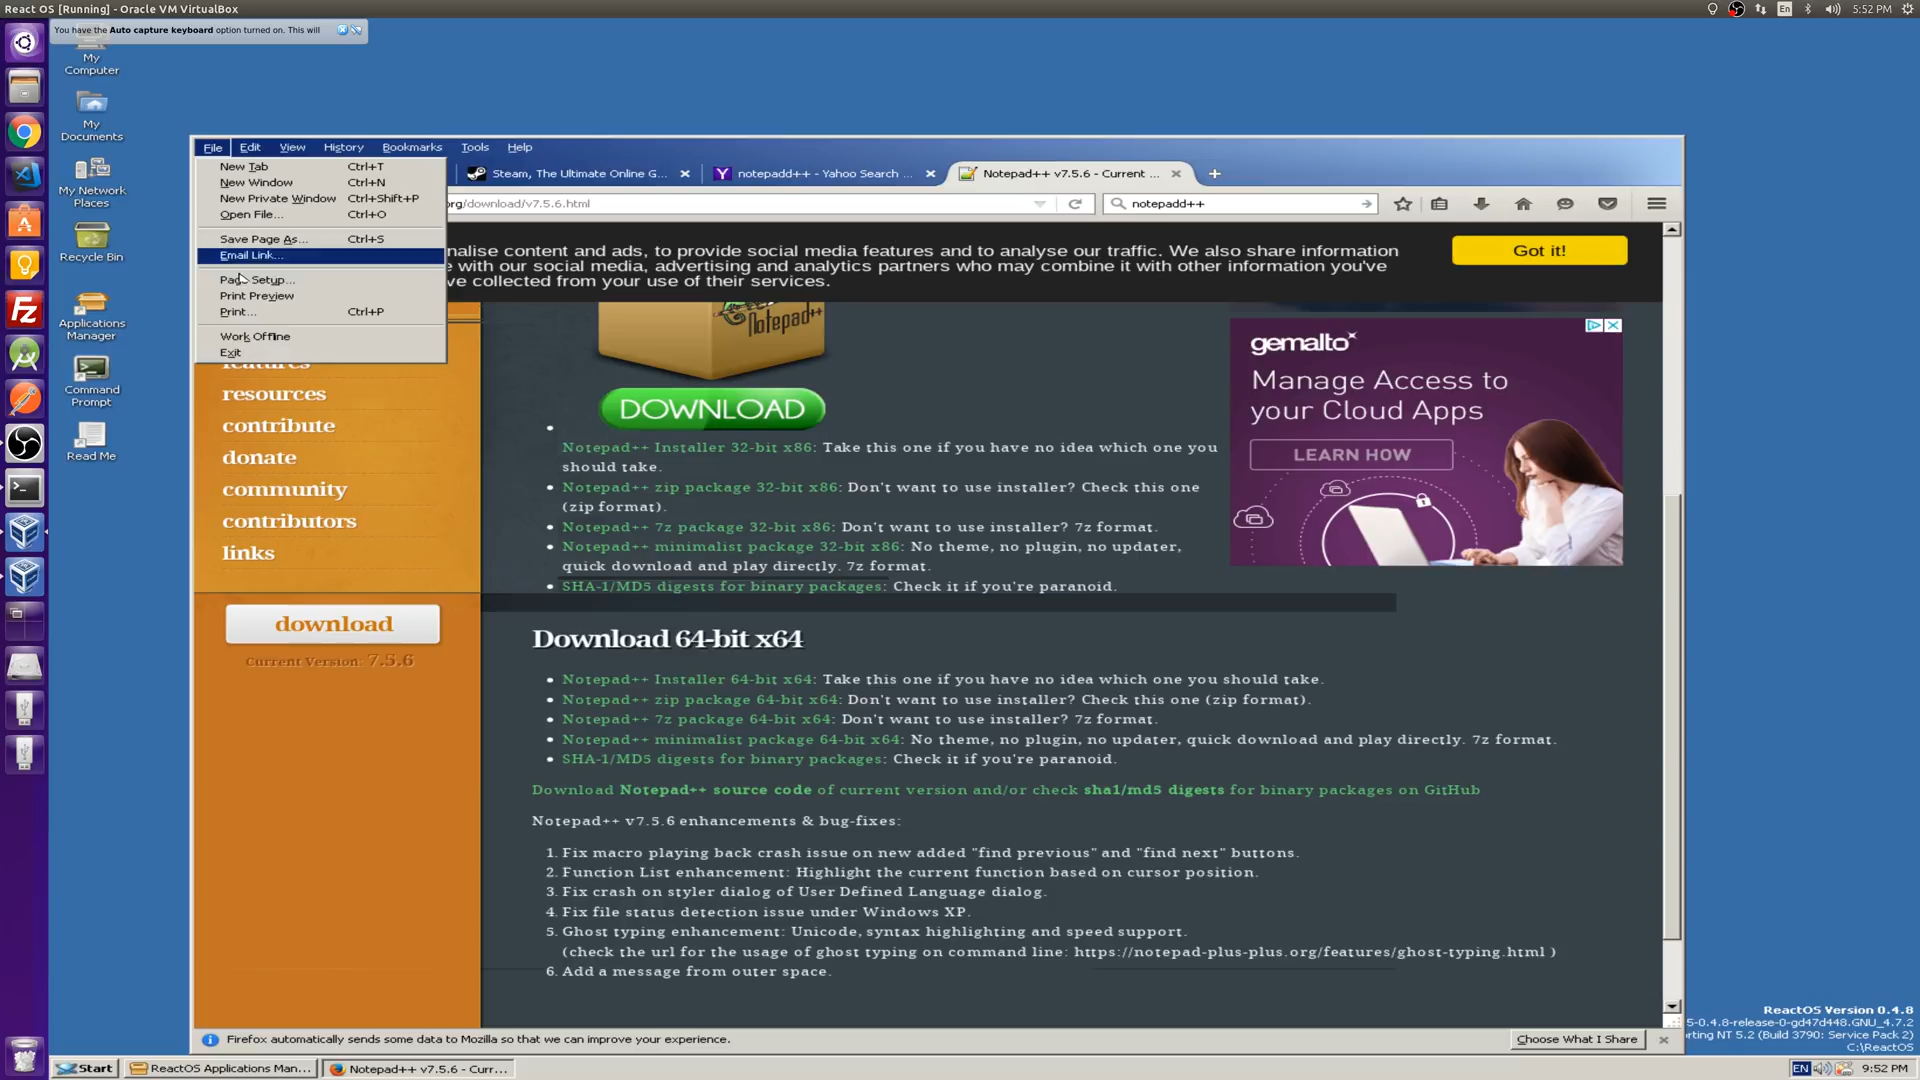 React OS [Running] - Oracle VM VirtualBox
En
5:52 PM
You have the Auto capture keyboard option turned on. This will
My Computer
My Documents
My Network Places
Recycle Bin
Applications Manager
Command Prompt
Read Me
File Edit View History Bookmarks Tools Help
New Tab Ctrl+T
New Window Ctrl+N
New Private Window Ctrl+Shift+P
Open File... Ctrl+O
Save Page As... Ctrl+S
Email Link...
Page Setup...
Print Preview
Print... Ctrl+P
Work Offline
Exit
Steam, The Ultimate Online G...
notepadd++ - Yahoo Search ...
Notepad++ v7.5.6 - Current ...
org/download/v7.5.6.html
notepadd++
nalise content and ads, to provide social media features and to analyse our traffic. We also share information
e with our social media, advertising and analytics partners who may combine it with other information you've
ve collected from your use of their services.
Got it!
features
resources
contribute
donate
community
contributors
links
download
Current Version: 7.5.6
Notepad++
DOWNLOAD
Notepad++ Installer 32-bit x86: Take this one if you have no idea which one you
should take.
Notepad++ zip package 32-bit x86: Don't want to use installer? Check this one
(zip format).
Notepad++ 7z package 32-bit x86: Don't want to use installer? 7z format.
Notepad++ minimalist package 32-bit x86: No theme, no plugin, no updater,
quick download and play directly. 7z format.
SHA-1/MD5 digests for binary packages: Check it if you're paranoid.
gemalto
Manage Access to
your Cloud Apps
LEARN HOW
Download 64-bit x64
Notepad++ Installer 64-bit x64: Take this one if you have no idea which one you should take.
Notepad++ zip package 64-bit x64: Don't want to use installer? Check this one (zip format).
Notepad++ 7z package 64-bit x64: Don't want to use installer? 7z format.
Notepad++ minimalist package 64-bit x64: No theme, no plugin, no updater, quick download and play directly. 7z format.
SHA-1/MD5 digests for binary packages: Check it if you're paranoid.
Download Notepad++ source code of current version and/or check sha1/md5 digests for binary packages on GitHub
Notepad++ v7.5.6 enhancements & bug-fixes:
1. Fix macro playing back crash issue on new added "find previous" and "find next" buttons.
2. Function List enhancement: Highlight the current function based on cursor position.
3. Fix crash on styler dialog of User Defined Language dialog.
4. Fix file status detection issue under Windows XP.
5. Ghost typing enhancement: Unicode, syntax highlighting and speed support.
(check the url for the usage of ghost typing on command line: https://notepad-plus-plus.org/features/ghost-typing.html )
6. Add a message from outer space.
Firefox automatically sends some data to Mozilla so that we can improve your experience.
Choose What I Share
ReactOS Version 0.4.8
5-0.4.8-release-0-gd47d448.GNU_4.7.2
rting NT 5.2 (Build 3790: Service Pack 2)
C:\ReactOS
Start
ReactOS Applications Man...
Notepad++ v7.5.6 - Curr...
EN
9:52 PM